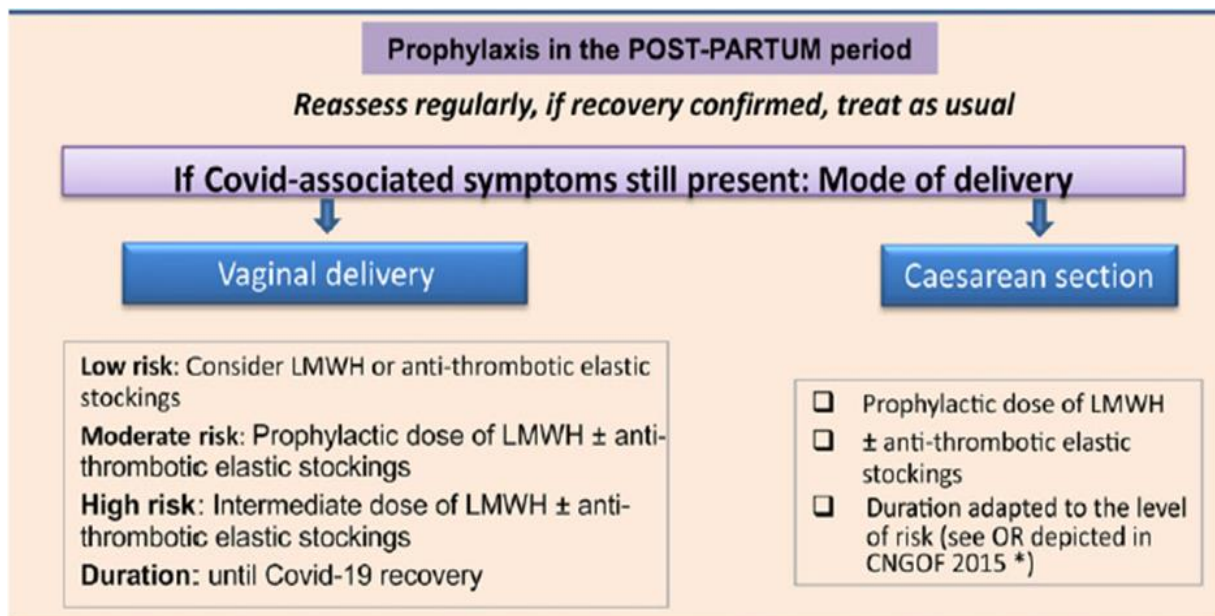 Prophylaxis in the POST-PARTUM period
Reassess regularly, if recovery confirmed, treat as usual
If Covid-associated symptoms still present: Mode of delivery
Vaginal delivery
Low risk: Consider LMWH or anti-thrombotic elastic
stockings
Moderate risk: Prophylactic dose of LMWH ± anti-
thrombotic elastic stockings
High risk: Intermediate dose of LMWH ± anti-
thrombotic elastic stockings
Duration: until Covid-19 recovery
Caesarean section
❑ Prophylactic dose of LMWH
❑ ± anti-thrombotic elastic
stockings
❑ Duration adapted to the level
of risk (see OR depicted in
CNGOF 2015 *)